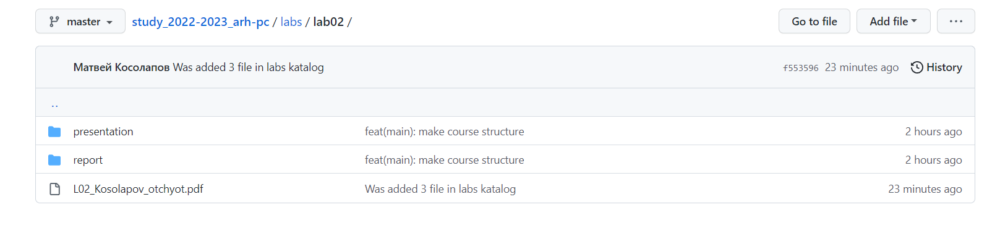 master study_2022-2023_arh-pc / labs / lab02 / Go to file Add file ...
Матвей Косолапов Was added 3 file in labs katalog f553596 23 minutes ago History
..
presentation feat(main): make course structure 2 hours ago
report feat(main): make course structure 2 hours ago
L02_Kosolapov_otchyot.pdf Was added 3 file in labs katalog 23 minutes ago